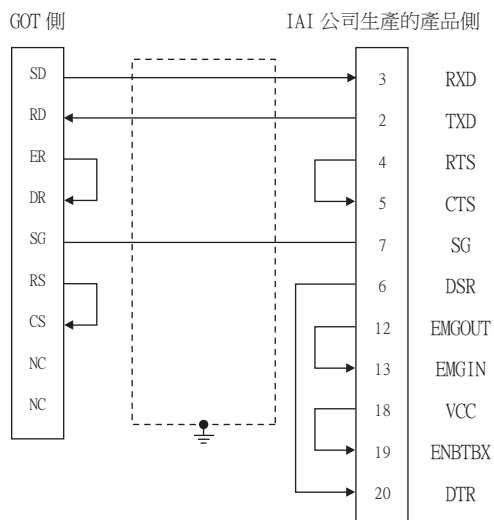 GOT 側 IAI 公司生產的產品側
SD 3 RXD
RD 2 TXD
ER 4 RTS
DR 5 CTS
SG 7 SG
RS 6 DSR
CS 12 EMGOUT
NC 13 EMGIN
NC 18 VCC
19 ENBTBX
20 DTR